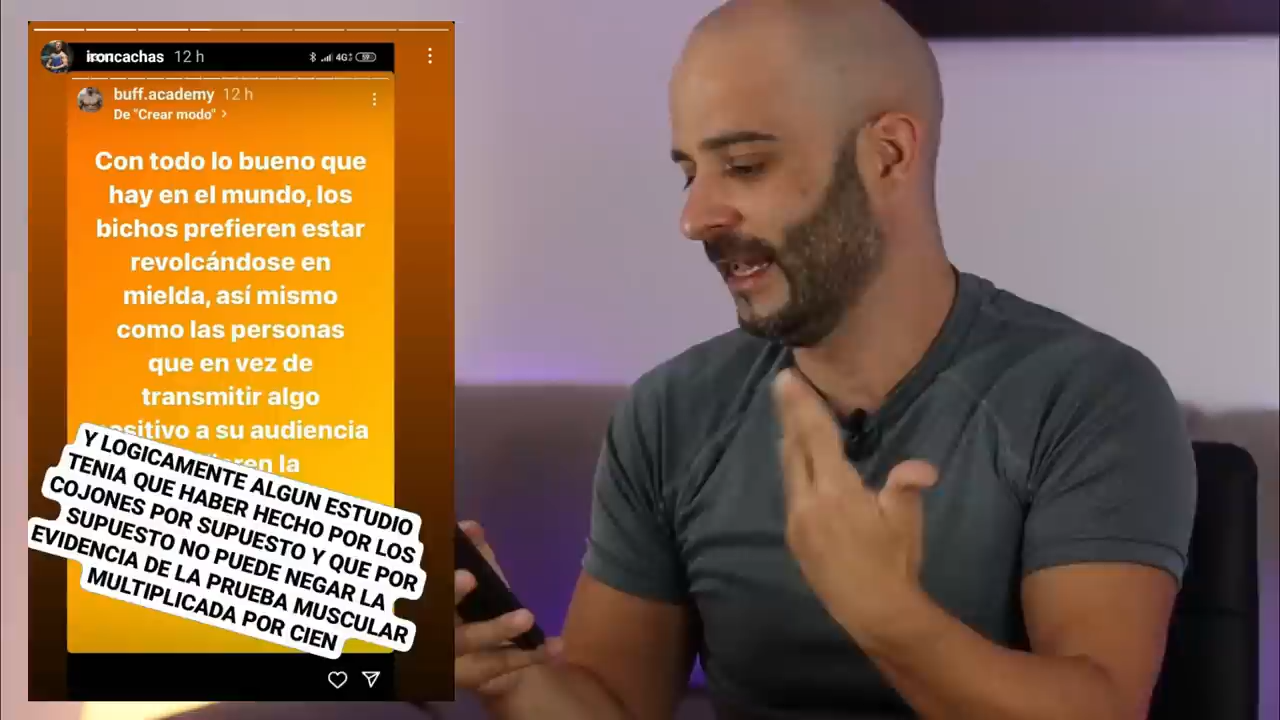 ironcachas 12 h
4G 59
buff.academy 12 h
De "Crear modo" >
Con todo lo bueno que
hay en el mundo, los
bichos prefieren estar
revolcándose en
mielda, así mismo
como las personas
que en vez de
transmitir algo
a su audiencia
la
Y LOGICAMENTE ALGUN ESTUDIO
TENIA QUE HABER HECHO POR LOS
COJONES POR SUPUESTO Y QUE POR
SUPUESTO NO PUEDE NEGAR LA
EVIDENCIA DE LA PRUEBA MUSCULAR
MULTIPLICADA POR CIEN